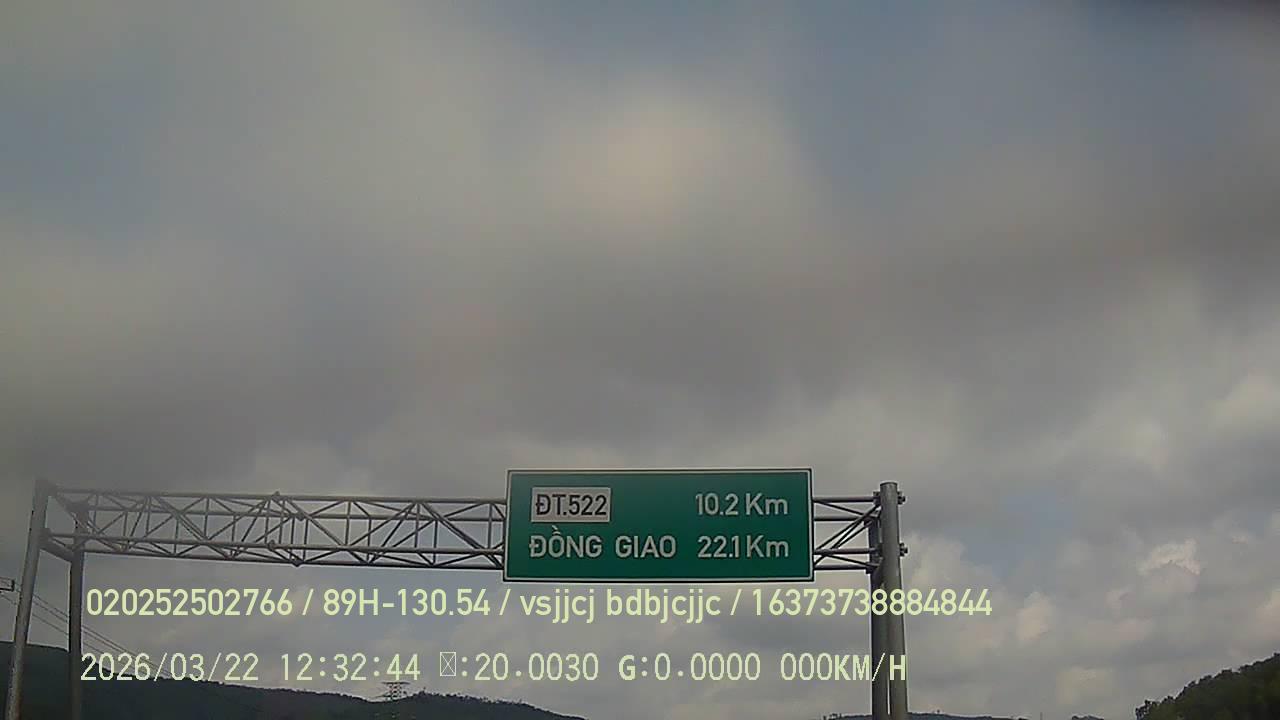 ĐT.522 10.2 Km
ĐỒNG GIAO 22.1 Km
020252502766 / 89H-130.54 / vsjjcj bdbjcjjc / 16373738884844
2026/03/22 12:32:44 :20.0030 G:0.0000 000KM/H